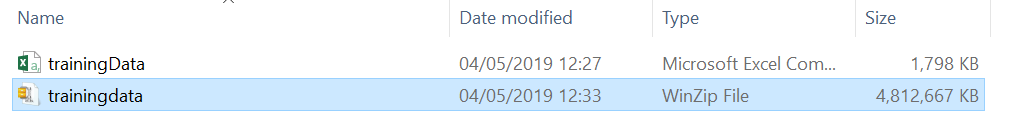 Name Date modified Type Size
trainingData 04/05/2019 12:27 Microsoft Excel Com... 1,798 KB
trainingdata 04/05/2019 12:33 WinZip File 4,812,667 KB